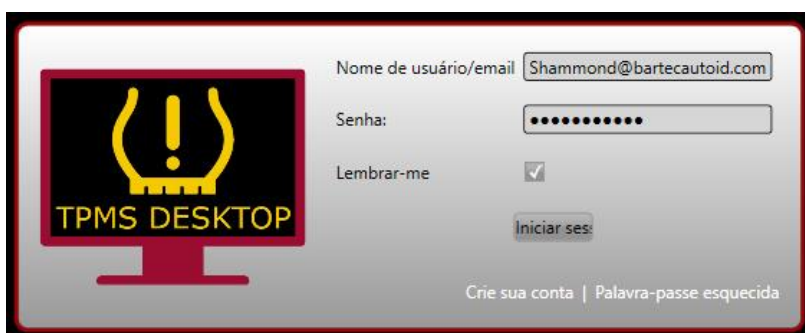 Nome de usuário/email Shammond@bartecautoid.com
Senha: •••••••••••
Lembrar-me
TPMS DESKTOP
Iniciar ses
Crie sua conta | Palavra-passe esquecida